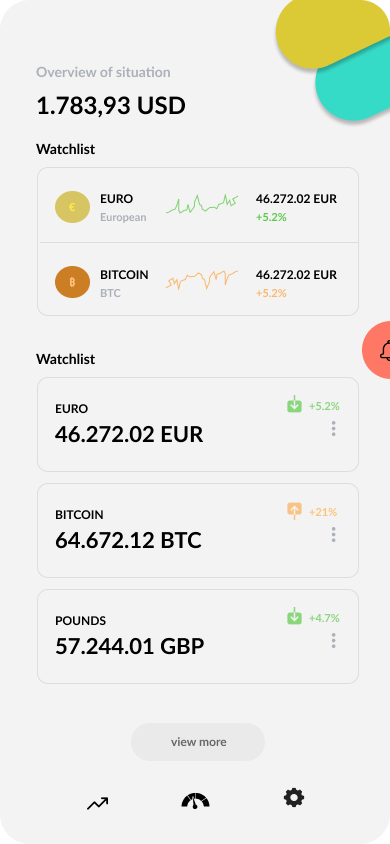 Overview of situation
1.783,93 USD
Watchlist
€
EURO
46.272.02 EUR
European
+5.2%
BITCOIN
46.272.02 EUR
BTC
+5.2%
Watchlist
EURO
+5.2%
46.272.02 EUR
BITCOIN
+21%
64.672.12 BTC
POUNDS
+4.7%
57.244.01 GBP
view more